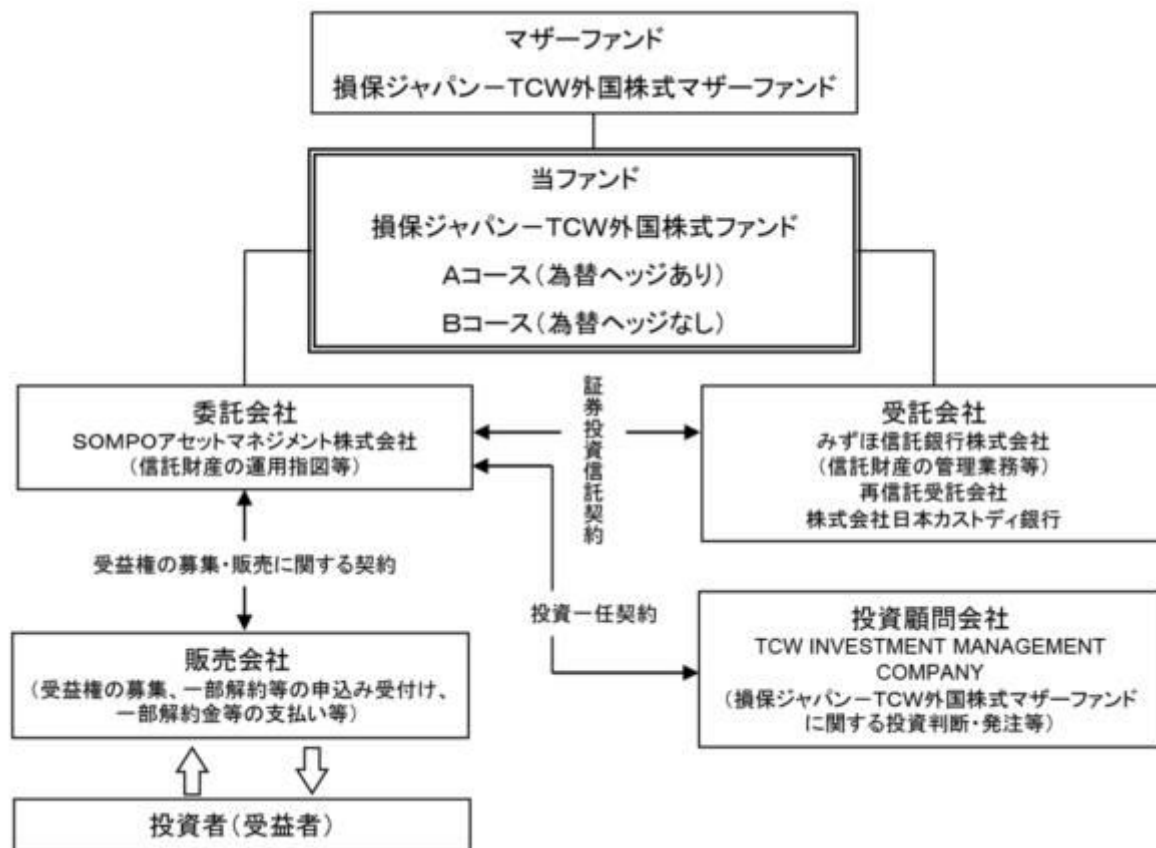 マザーファンド
損保ジャパン－TCW外国株式マザーファンド
当ファンド
損保ジャパン－TCW外国株式ファンド
Aコース（為替ヘッジあり）
Bコース（為替ヘッジなし）
委託会社
SOMPOアセットマネジメント株式会社
（信託財産の運用指図等）
証券投資信託契約
受託会社
みずほ信託銀行株式会社
（信託財産の管理業務等）
再信託受託会社
株式会社日本カストディ銀行
受益権の募集・販売に関する契約
投資一任契約
販売会社
（受益権の募集、一部解約等の申込み受付け、
一部解約金等の支払い等）
投資顧問会社
TCW INVESTMENT MANAGEMENT
COMPANY
（損保ジャパン－TCW外国株式マザーファンド
に関する投資判断・発注等）
投資者（受益者）